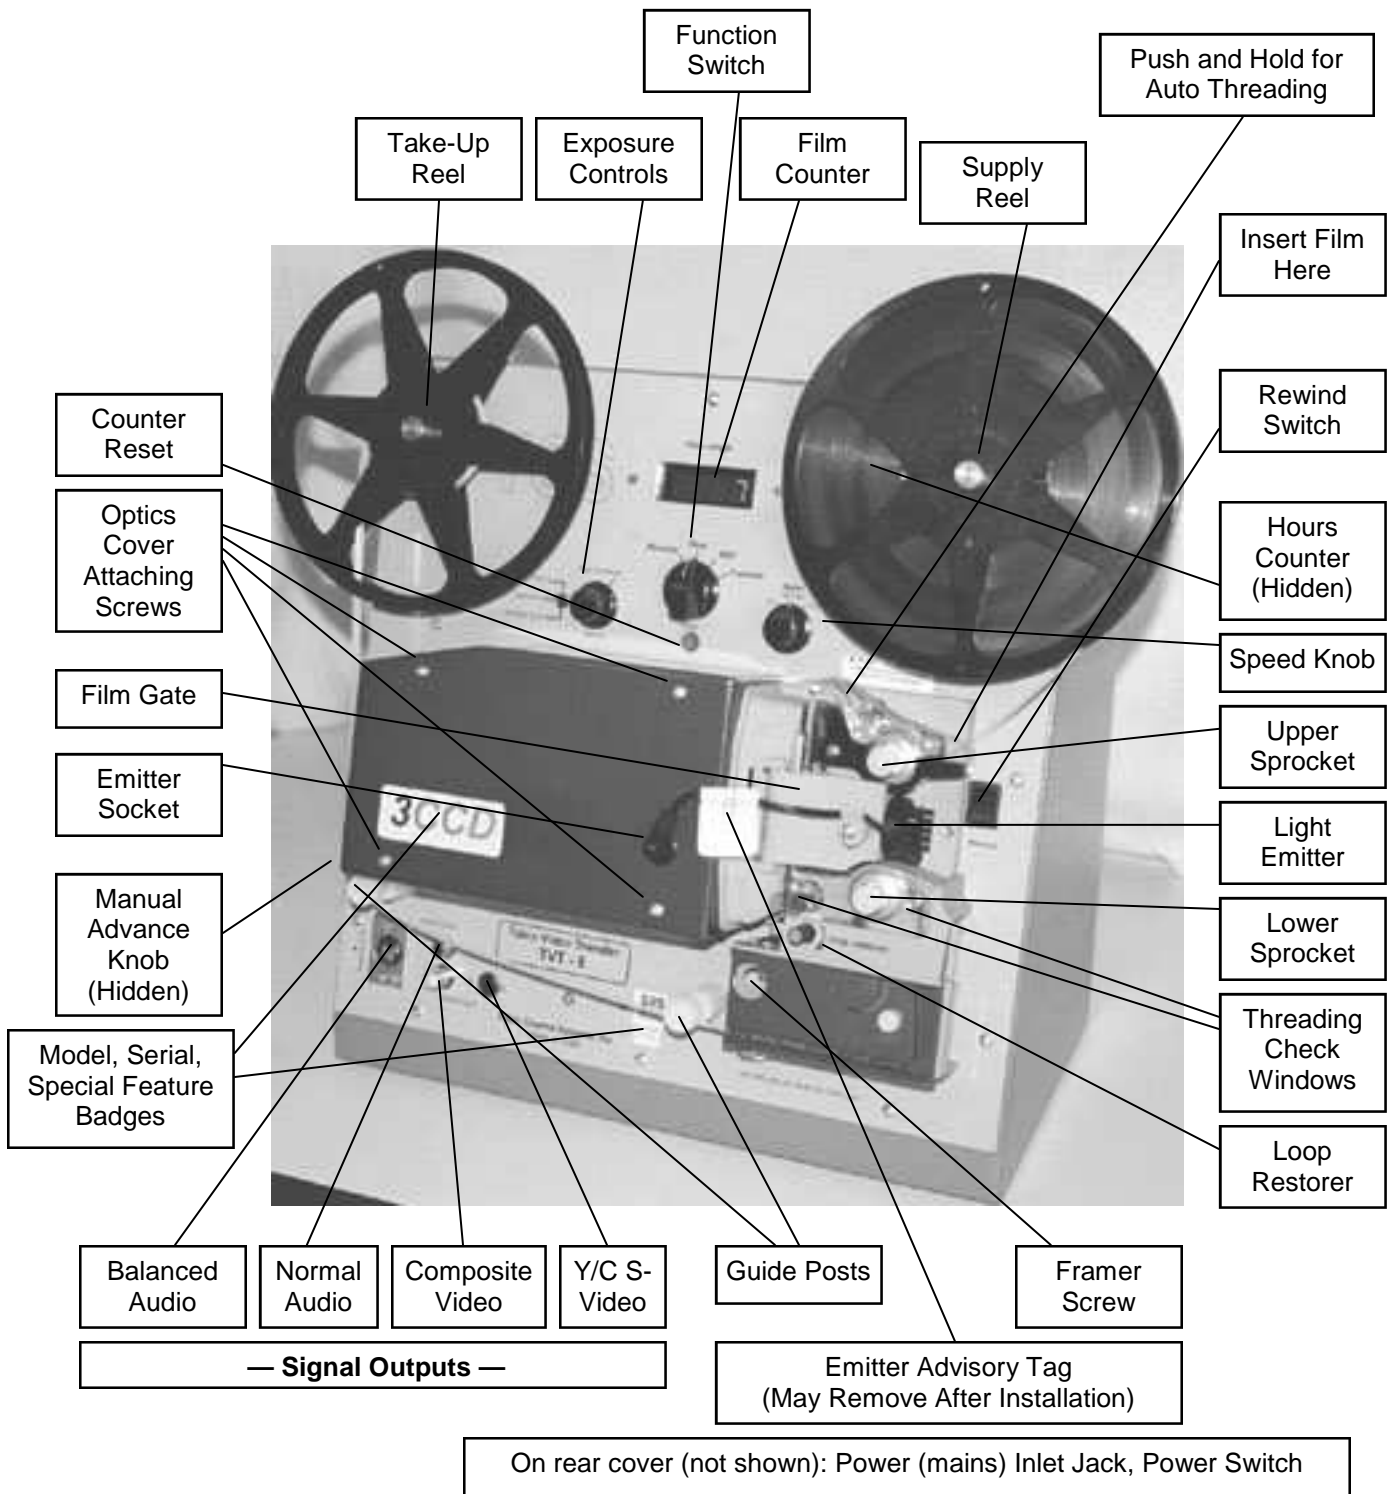 Function
Switch
Push and Hold for
Auto Threading
Take-Up
Reel
Exposure
Controls
Film
Counter
Supply
Reel
Insert Film
Here
Rewind
Switch
Counter
Reset
Optics
Cover
Attaching
Screws
Hours
Counter
(Hidden)
Speed Knob
Film Gate
Upper
Sprocket
Emitter
Socket
3CCD
Light
Emitter
Manual
Advance
Knob
(Hidden)
Lower
Sprocket
TVT - 8
Threading
Check
Windows
Model, Serial,
Special Feature
Badges
Loop
Restorer
Balanced
Audio
Normal
Audio
Composite
Video
Y/C S-
Video
Guide Posts
Framer
Screw
— Signal Outputs —
Emitter Advisory Tag
(May Remove After Installation)
On rear cover (not shown): Power (mains) Inlet Jack, Power Switch